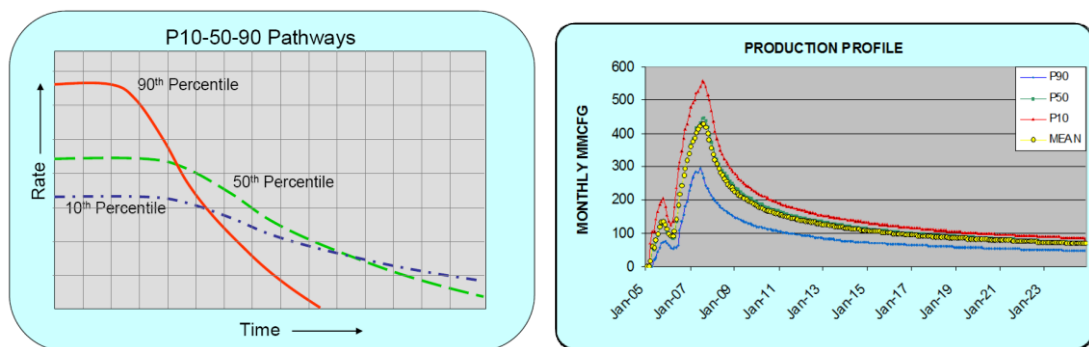 P10-50-90 Pathways
90th Percentile
50th Percentile
10th Percentile
Rate
Time
PRODUCTION PROFILE
MONTHLY MMCFG
600
500
400
300
200
100
0
Jan-05
Jan-07
Jan-09
Jan-11
Jan-13
Jan-15
Jan-17
Jan-19
Jan-21
Jan-23
P90
P50
P10
MEAN